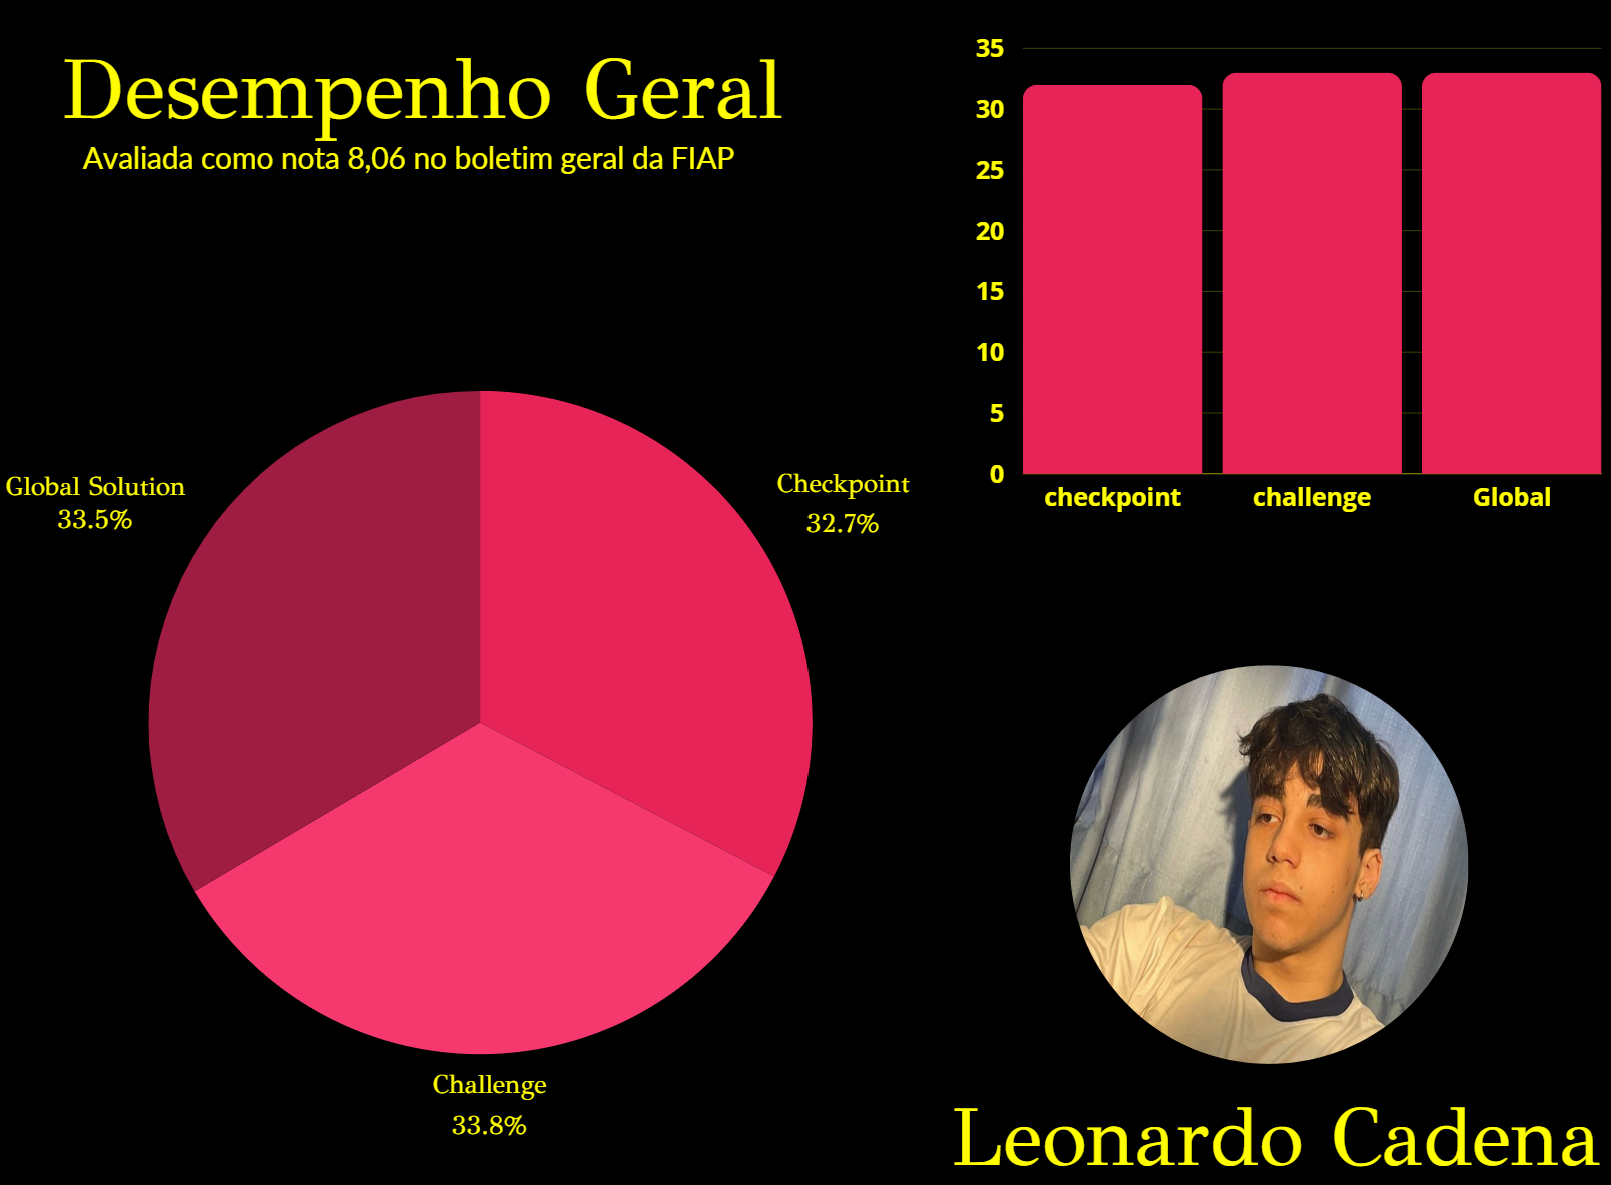 Desempenho Geral
Avaliada como nota 8,06 no boletim geral da FIAP
35
30
25
20
15
10
5
0
checkpoint challenge Global
Global Solution
33.5%
Checkpoint
32.7%
Challenge
33.8%
Leonardo Cadena